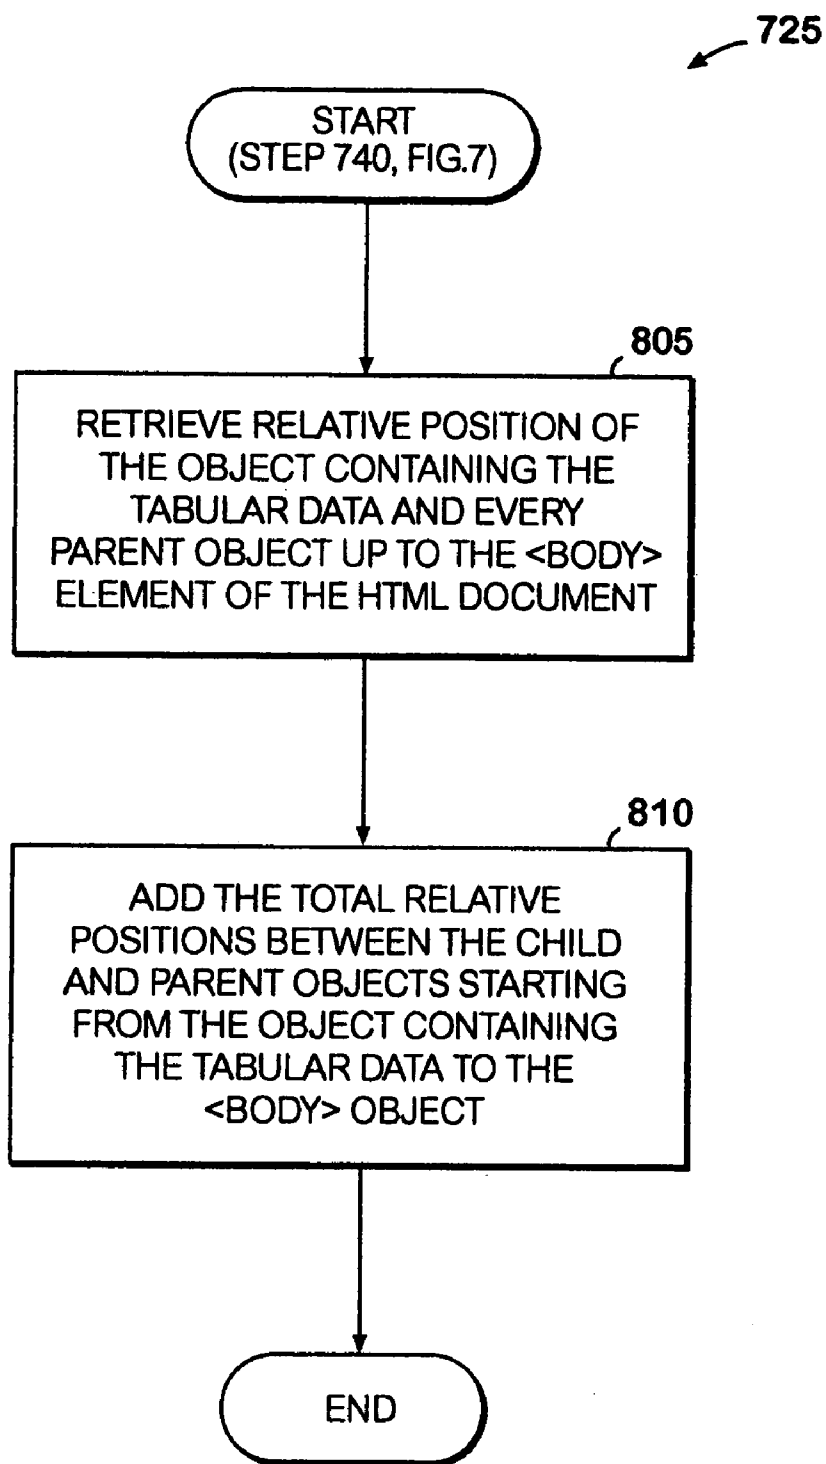 725
START
(STEP 740, FIG.7)
805
RETRIEVE RELATIVE POSITION OF
THE OBJECT CONTAINING THE
TABULAR DATA AND EVERY
PARENT OBJECT UP TO THE <BODY>
ELEMENT OF THE HTML DOCUMENT
810
ADD THE TOTAL RELATIVE
POSITIONS BETWEEN THE CHILD
AND PARENT OBJECTS STARTING
FROM THE OBJECT CONTAINING
THE TABULAR DATA TO THE
<BODY> OBJECT
END